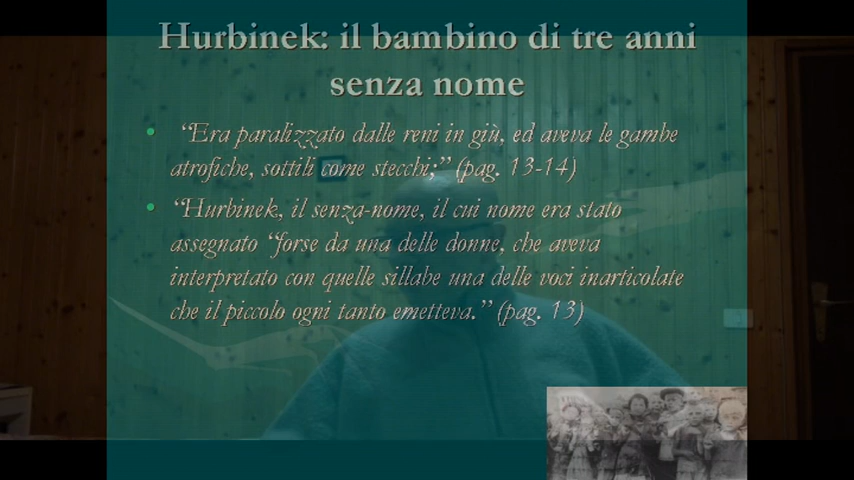 Hurbinek: il bambino di tre anni
senza nome
• “Era paralizzato dalle reni in giù, ed aveva le gambe
atrofiche, sottili come stecchi;” (pag. 13-14)
• “Hurbinek, il senza-nome, il cui nome era stato
assegnato “forse da una delle donne, che aveva
interpretato con quelle sillabe una delle voci inarticolate
che il piccolo ogni tanto emetteva.” (pag. 13)